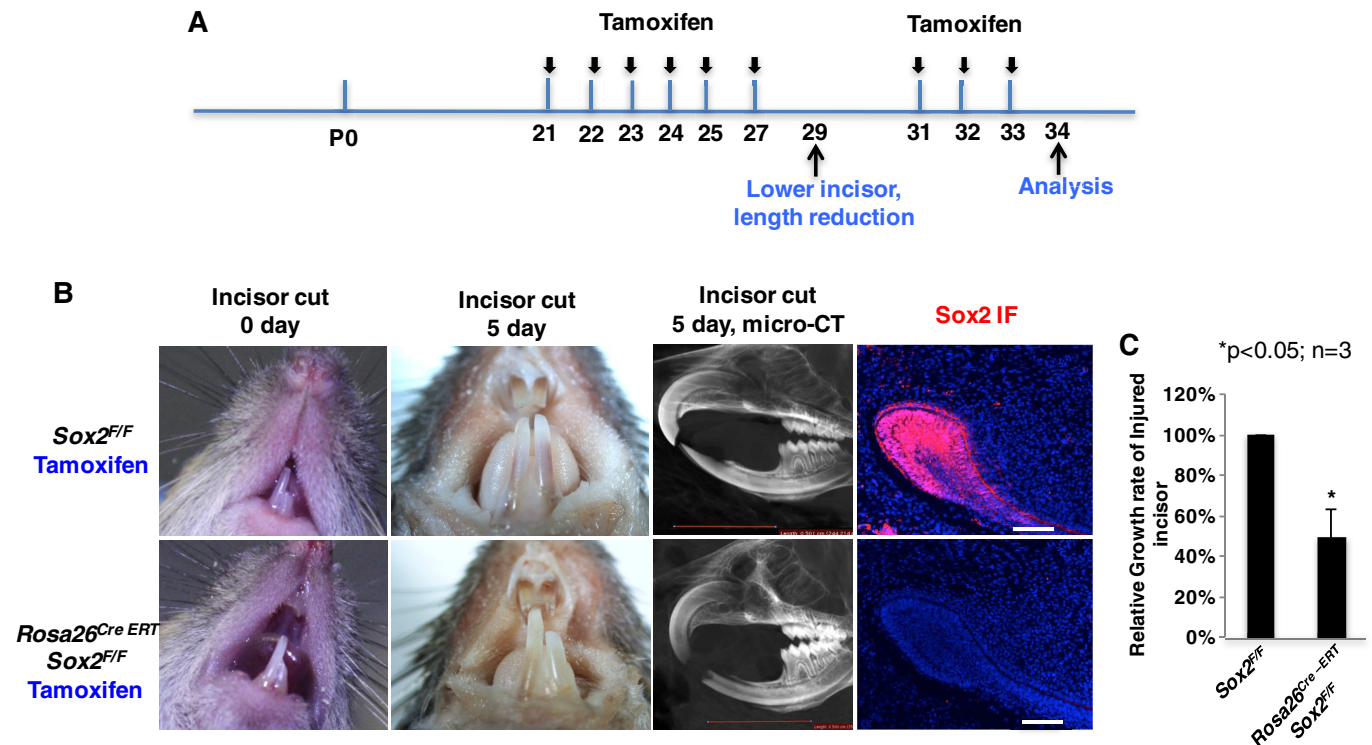 A
Tamoxifen
Tamoxifen
P0
21
22
23
24
25
27
29
31
32
33
34
Lower incisor,
length reduction
Analysis
B
Incisor cut
0 day
Incisor cut
5 day
Incisor cut
5 day, micro-CT
Sox2 IF
C
*p<0.05; n=3
Sox2F/F
Tamoxifen
Rosa26Cre ERT
Sox2F/F
Tamoxifen
Relative Growth rate of Injured
incisor
120%
100%
80%
60%
40%
20%
0%
*
Sox2F/F
Rosa26Cre-ERT
Sox2F/F